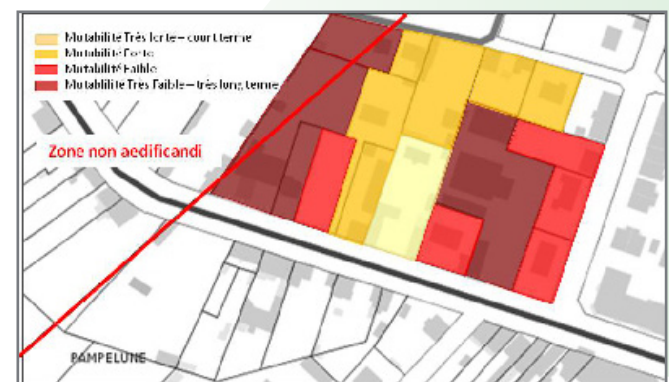 Mutabilité Très forte – court terme
Mutabilité Forte
Mutabilité Faible
Mutabilité Très Faible – très long terme
Zone non aedificandi
PAMPELUNE